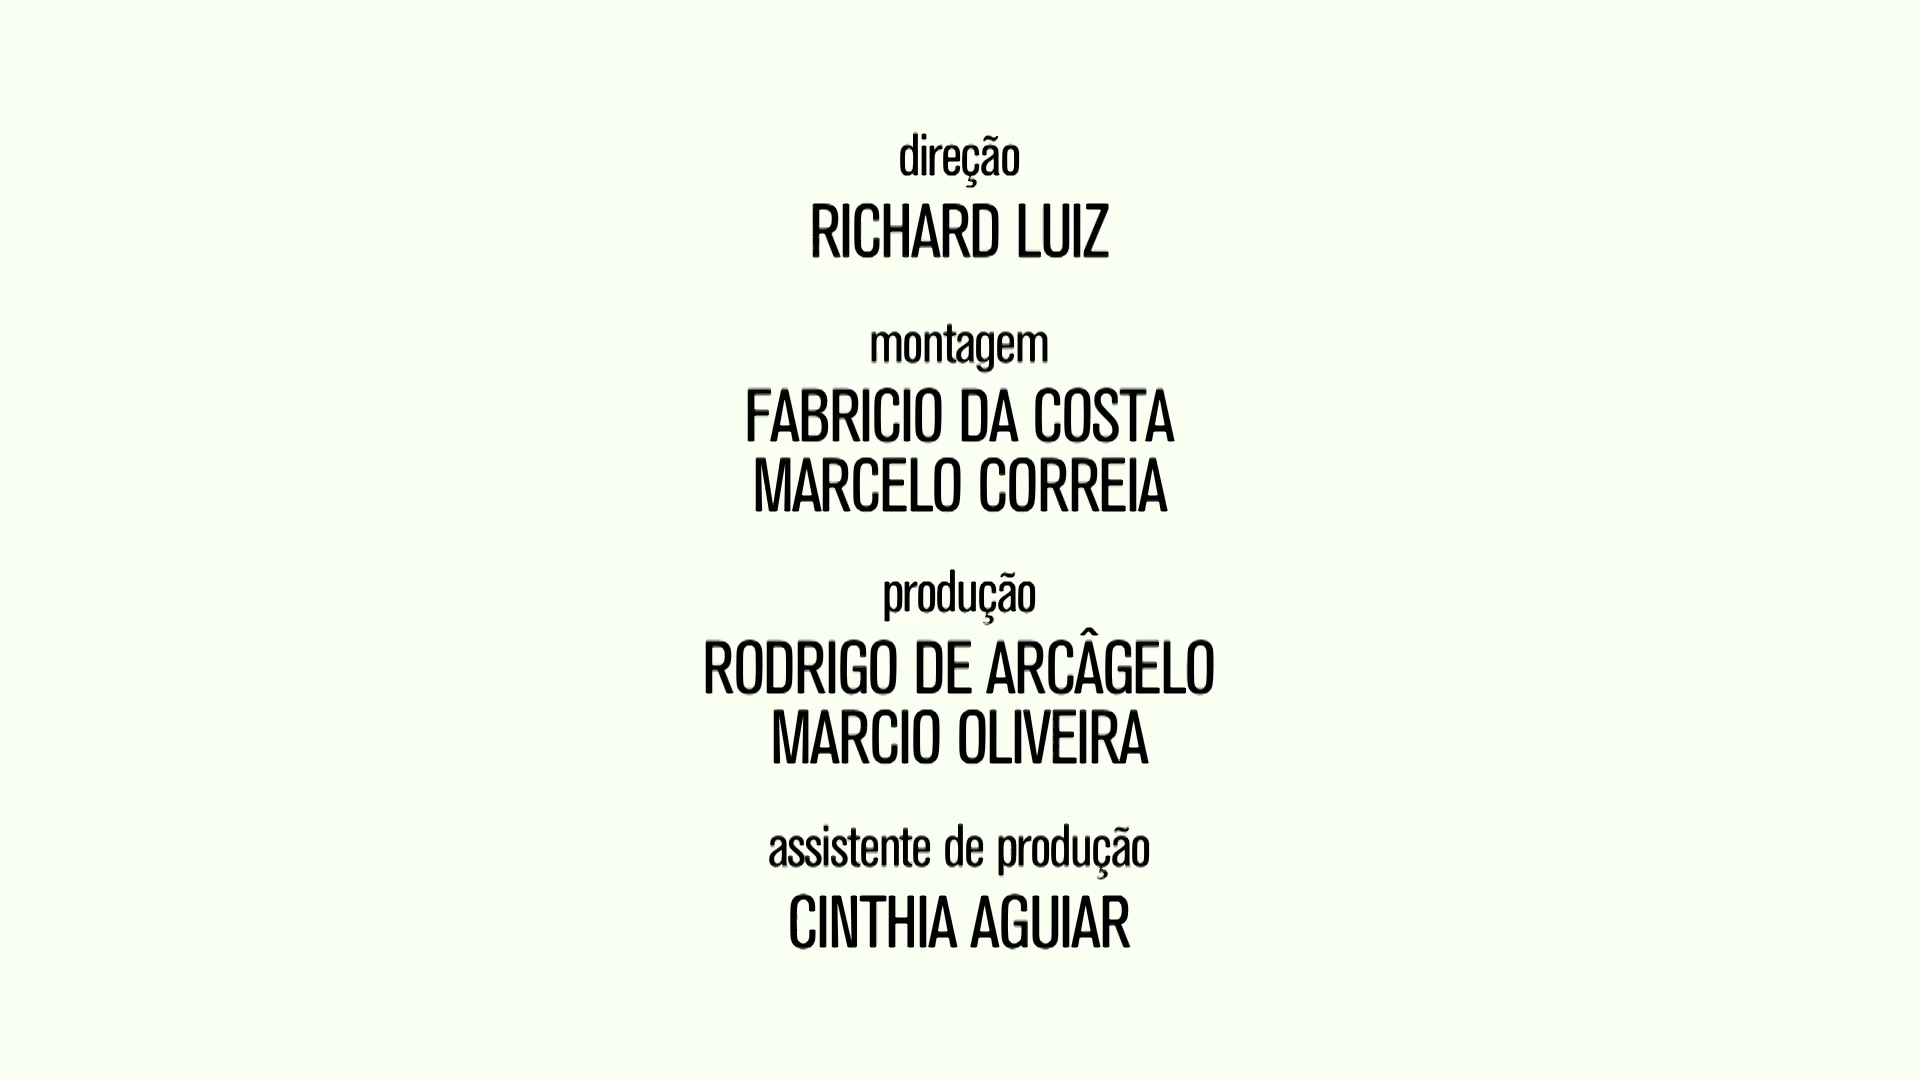 direção
RICHARD LUIZ
montagem
FABRICIO DA COSTA
MARCELO CORREIA
produção
RODRIGO DE ARCÂGELO
MARCIO OLIVEIRA
assistente de produção
CINTHIA AGUIAR